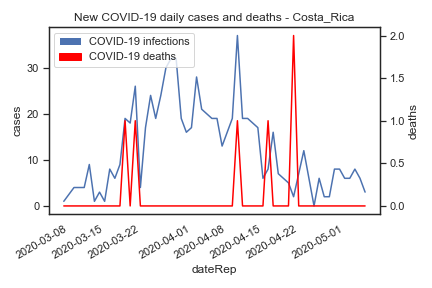 New COVID-19 daily cases and deaths - Costa_Rica
COVID-19 infections
COVID-19 deaths
cases
30
20
10
0
deaths
2.0
1.5
1.0
0.5
0.0
2020-03-08
2020-03-15
2020-03-22
2020-04-01
2020-04-08
2020-04-15
2020-04-22
2020-05-01
dateRep